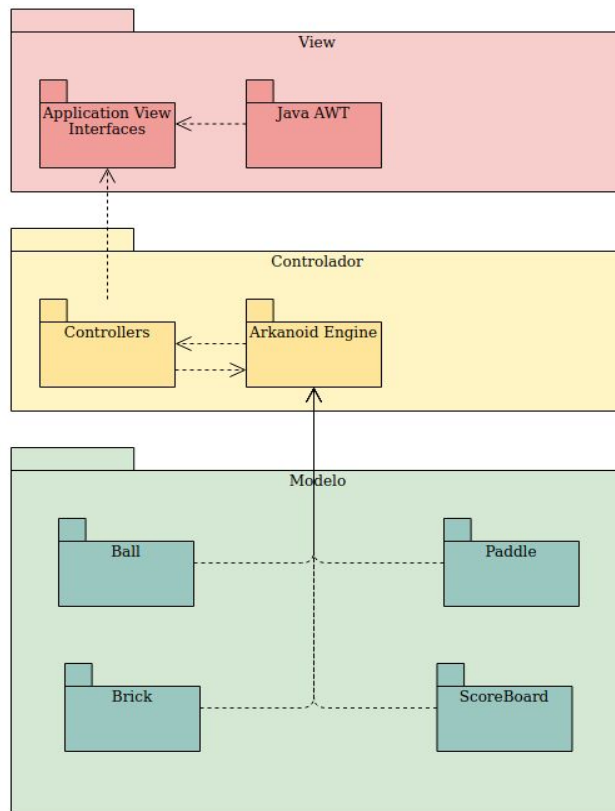 View
Application View
Interfaces
Java AWT
Controlador
Controllers
Arkanoid Engine
Modelo
Ball
Paddle
Brick
ScoreBoard